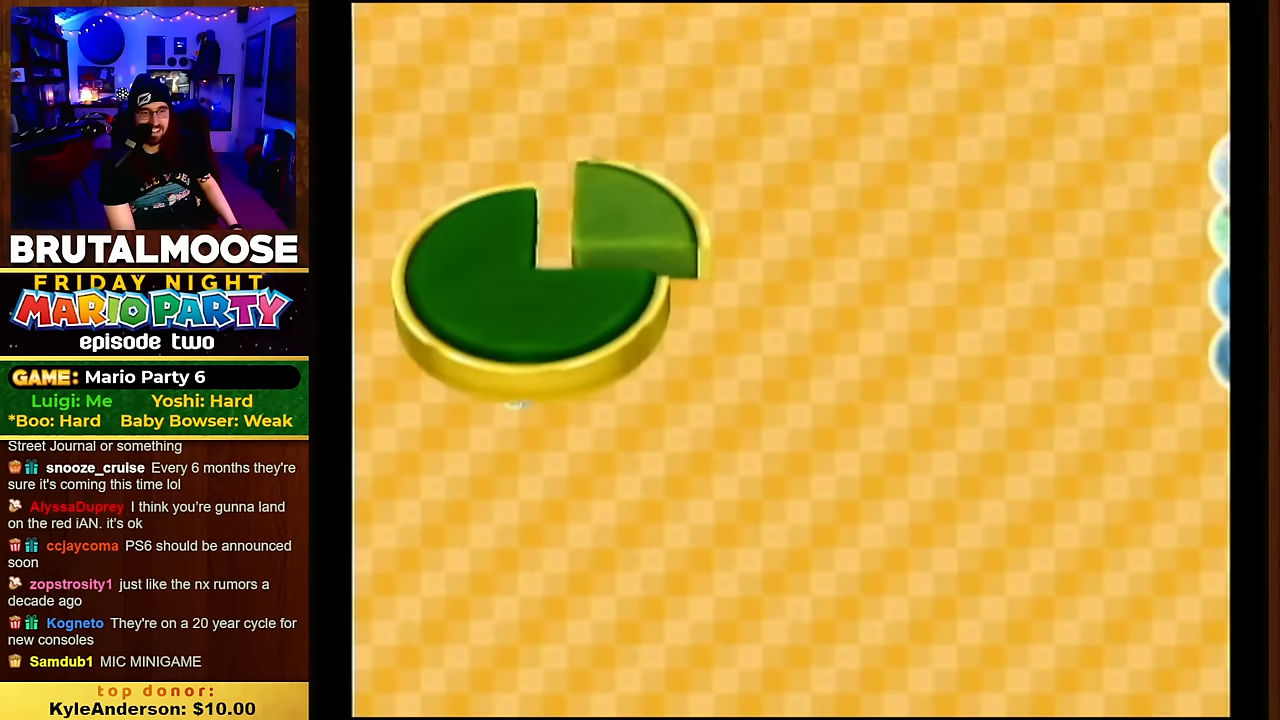 BRUTALMOOSE
FRIDAY NIGHT
MARIO PARTY
episode two
GAME: Mario Party 6
Luigi: Me Yoshi: Hard
*Boo: Hard Baby Bowser: Weak
Street Journal or something
snooze_cruise Every 6 months they're
sure it's coming this time lol
AlyssaDuprey I think you're gunna land
on the red iAN. it's ok
ccjaycoma PS6 should be announced
soon
zopstrosity1 just like the nx rumors a
decade ago
Kogneto They're on a 20 year cycle for
new consoles
Samdub1 MIC MINIGAME
top donor:
KyleAnderson: $10.00